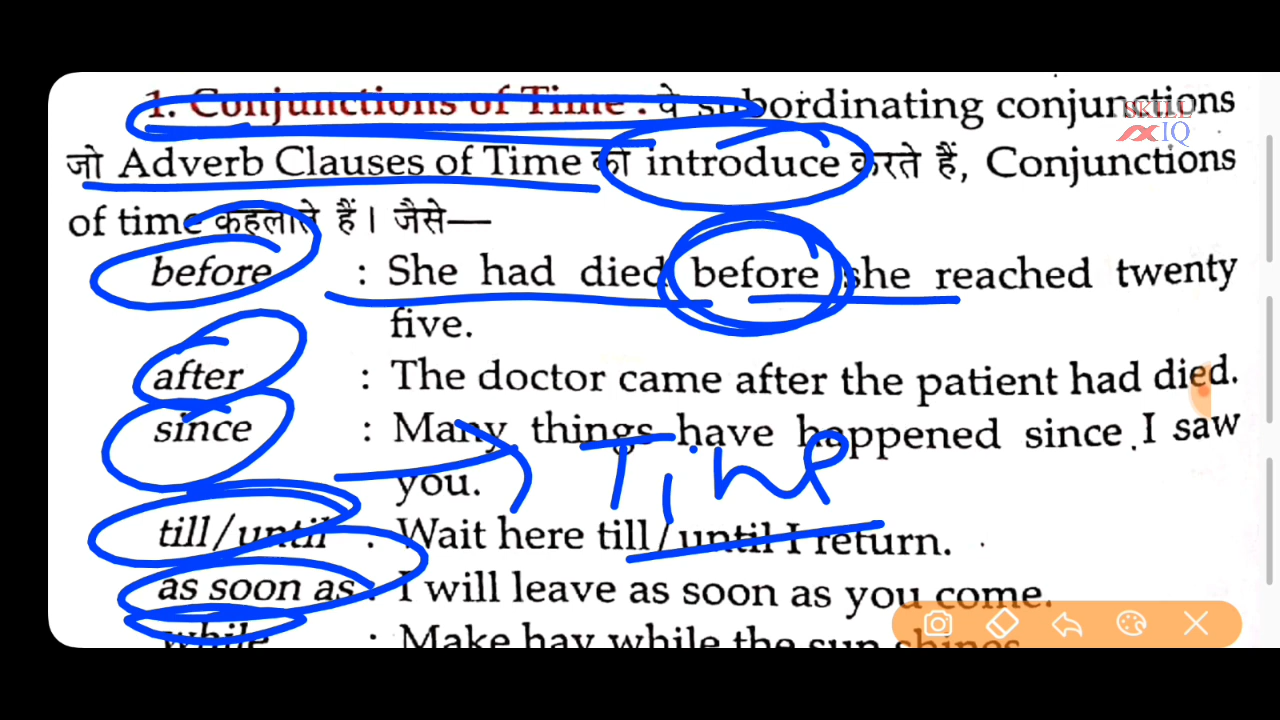 1. Conjunctions of Time : वे subordinating conjunctions
SKILL
IQ
जो Adverb Clauses of Time को introduce करते हैं, Conjunctions
of time कहलाते हैं। जैसे—
before : She had died before she reached twenty
five.
after : The doctor came after the patient had died.
since : Many things have happened since I saw
you.
Time
till/until : Wait here till/until I return.
as soon as : I will leave as soon as you come.
while : Make hay while the sun shines.